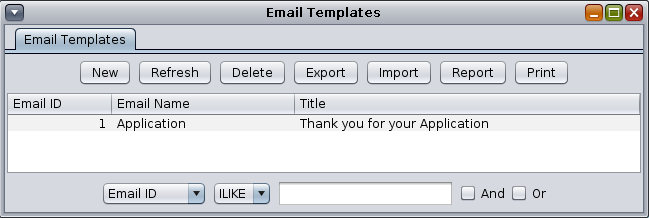 Email Templates
Email Templates
New Refresh Delete Export Import Report Print
Email ID Email Name Title
1 Application Thank you for your Application
Email ID ILIKE And Or